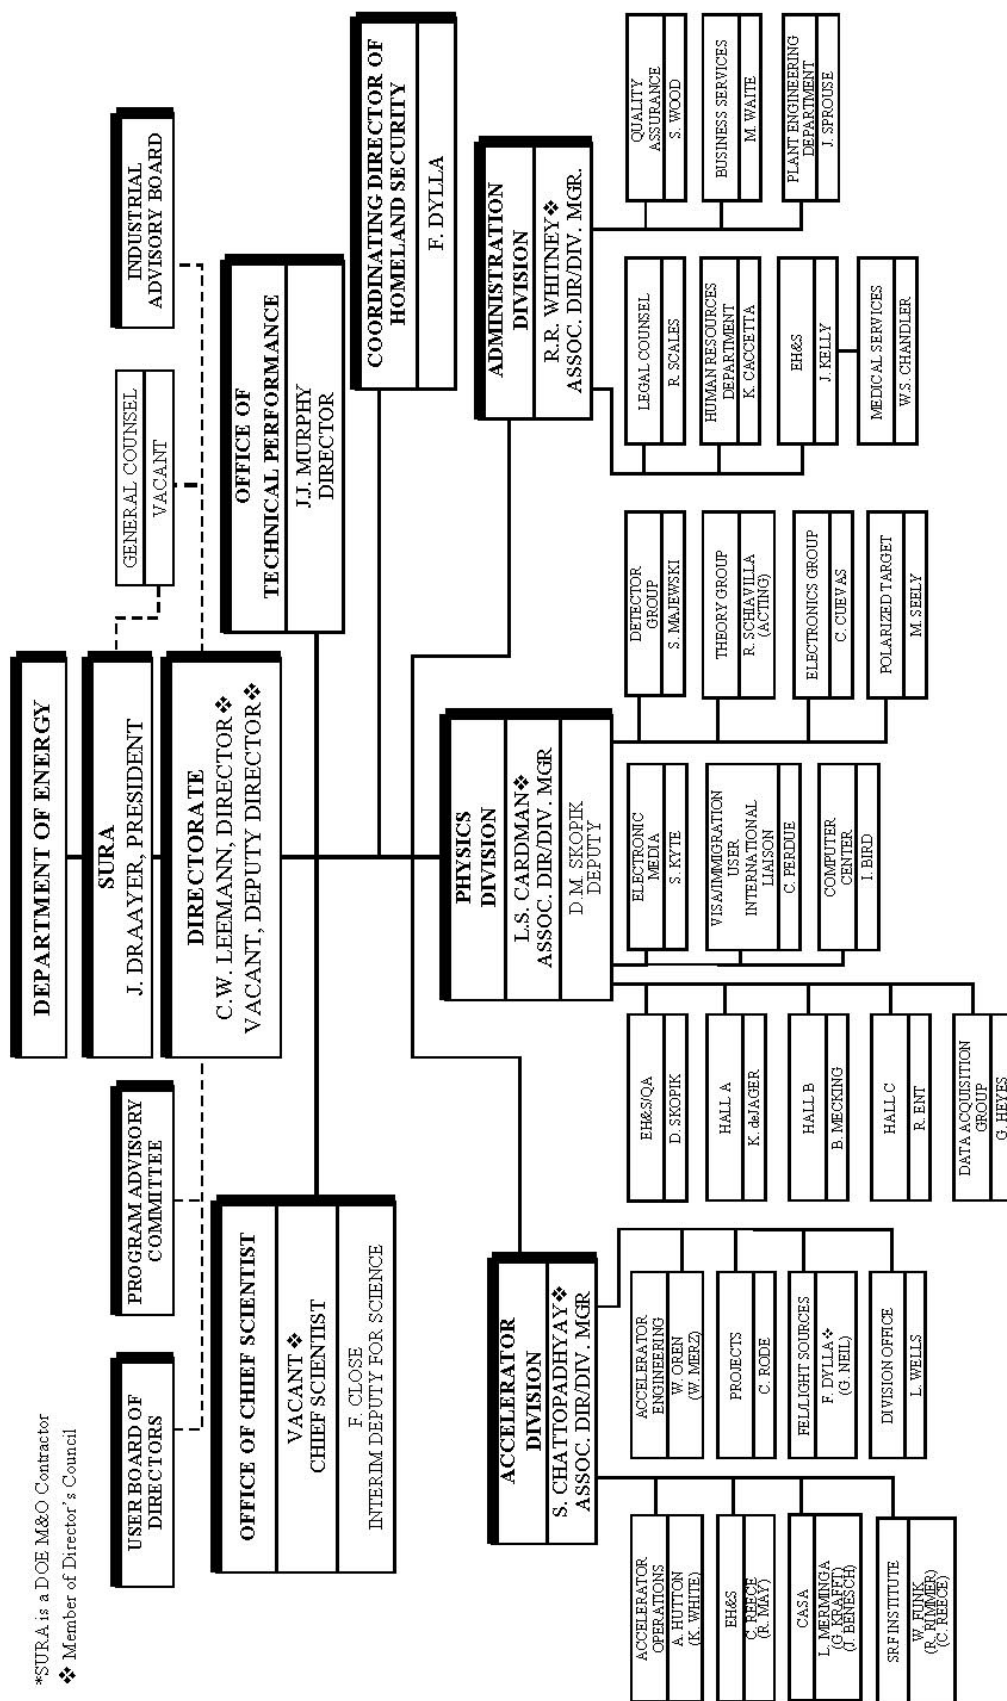 *SURA is a DOE M&O Contractor
❖ Member of Director's Council
DEPARTMENT OF ENERGY
SURA
J. DRAAYER, PRESIDENT
DIRECTORATE
C.W. LEEMANN, DIRECTOR❖
VACANT, DEPUTY DIRECTOR❖
USER BOARD OF
DIRECTORS
PROGRAM ADVISORY
COMMITTEE
GENERAL COUNSEL
VACANT
INDUSTRIAL
ADVISORY BOARD
OFFICE OF CHIEF SCIENTIST
VACANT ❖
CHIEF SCIENTIST
F. CLOSE
INTERIM DEPUTY FOR SCIENCE
OFFICE OF
TECHNICAL PERFORMANCE
J.J. MURPHY
DIRECTOR
COORDINATING DIRECTOR OF
HOMELAND SECURITY
F. DYLLA
ACCELERATOR
DIVISION
S. CHATTOPADHYAY❖
ASSOC. DIR/DIV. MGR
ACCELERATOR
OPERATIONS
A. HUTTON
(K. WHITE)
EH&S
C. REECE
(R. MAY)
CASA
L. MERMINGA
(G. KRAFFT)
(J. BENESCH)
SRF INSTITUTE
W. FUNK
(R. RIMMER)
(C. REECE)
ACCELERATOR
ENGINEERING
W. OREN
(W. MERZ)
PROJECTS
C. RODE
FEL/LIGHT SOURCES
F. DYLLA❖
(G. NEIL)
DIVISION OFFICE
L. WELLS
PHYSICS
DIVISION
L.S. CARDMAN❖
ASSOC. DIR/DIV. MGR
D.M. SKOPIK
DEPUTY
EH&S/QA
D. SKOPIK
HALL A
K. deJAGER
HALL B
B. MECKING
HALL C
R. ENT
DATA ACQUISITION
GROUP
G. HEYES
ELECTRONIC
MEDIA
S. KYTE
VISA/IMMIGRATION
USER
INTERNATIONAL
LIAISON
C. PERDUE
COMPUTER
CENTER
I. BIRD
DETECTOR
GROUP
S. MAJEWSKI
THEORY GROUP
R. SCHIAVILLA
(ACTING)
ELECTRONICS GROUP
C. CUEVAS
POLARIZED TARGET
M. SEELY
ADMINISTRATION
DIVISION
R.R. WHITNEY❖
ASSOC. DIR/DIV. MGR.
LEGAL COUNSEL
R. SCALES
HUMAN RESOURCES
DEPARTMENT
K. CACCETTA
EH&S
J. KELLY
MEDICAL SERVICES
W.S. CHANDLER
QUALITY
ASSURANCE
S. WOOD
BUSINESS SERVICES
M. WAITE
PLANT ENGINEERING
DEPARTMENT
J. SPROUSE